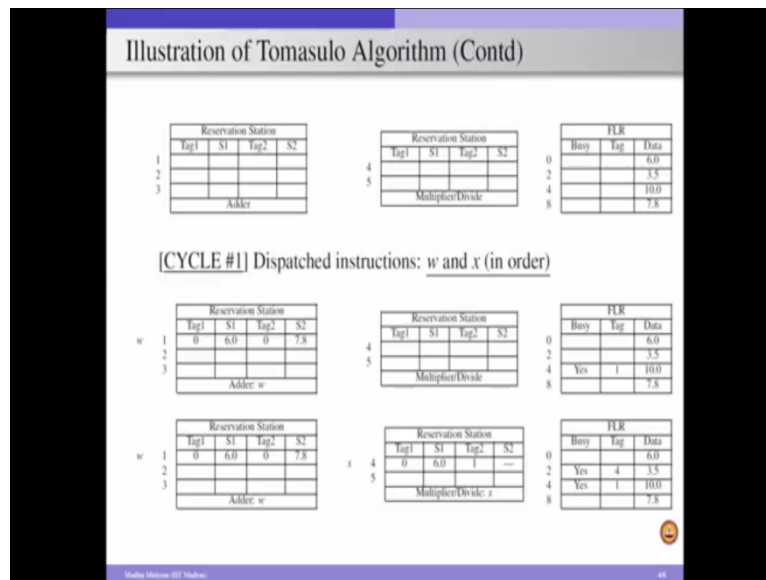 Illustration of Tomasulo Algorithm (Contd)
Reservation Station
Tag1 S1 Tag2 S2
1
2
3
Adder
Reservation Station
Tag1 S1 Tag2 S2
4
5
Multiplier/Divide
FLR
Busy Tag Data
0 6.0
2 3.5
4 10.0
8 7.8
[CYCLE #1] Dispatched instructions: w and x (in order)
Reservation Station
Tag1 S1 Tag2 S2
w 1 0 6.0 0 7.8
2
3
Adder: w
Reservation Station
Tag1 S1 Tag2 S2
4
5
Multiplier/Divide
FLR
Busy Tag Data
0 6.0
2 3.5
4 Yes 1 10.0
8 7.8
Reservation Station
Tag1 S1 Tag2 S2
w 1 0 6.0 0 7.8
2
3
Adder: w
Reservation Station
Tag1 S1 Tag2 S2
x 4 0 6.0 1 —
5
Multiplier/Divide: x
FLR
Busy Tag Data
0 6.0
2 Yes 4 3.5
4 Yes 1 10.0
8 7.8
Madhu Mutyam (IIT Madras)